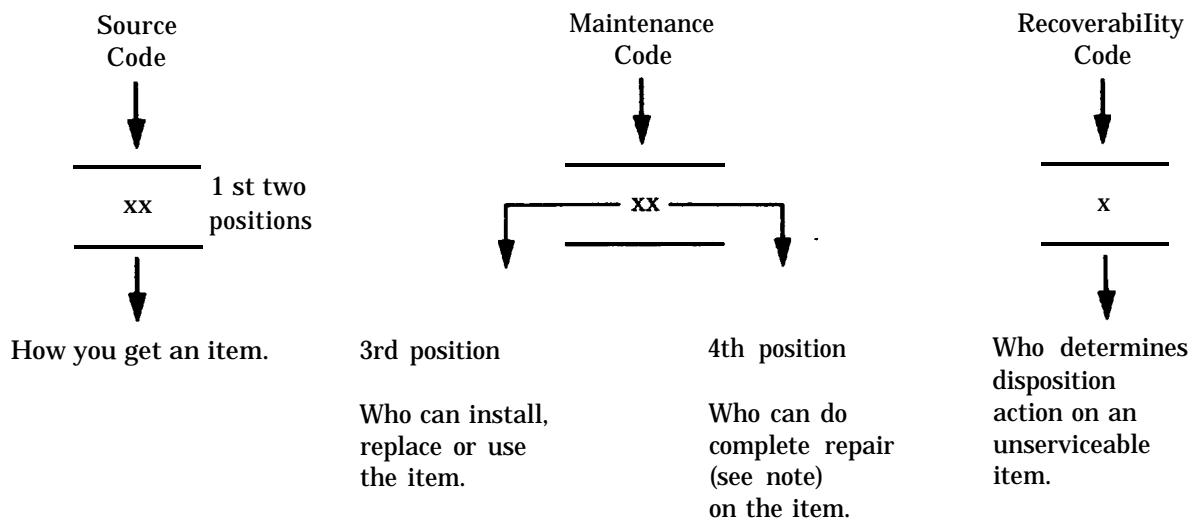 Source
Code
Maintenance
Code
RecoverabiIity
Code
xx
1 st two
positions
xx
x
How you get an item.
3rd position
Who can install,
replace or use
the item.
4th position
Who can do
complete repair
(see note)
on the item.
Who determines
disposition
action on an
unserviceable
item.